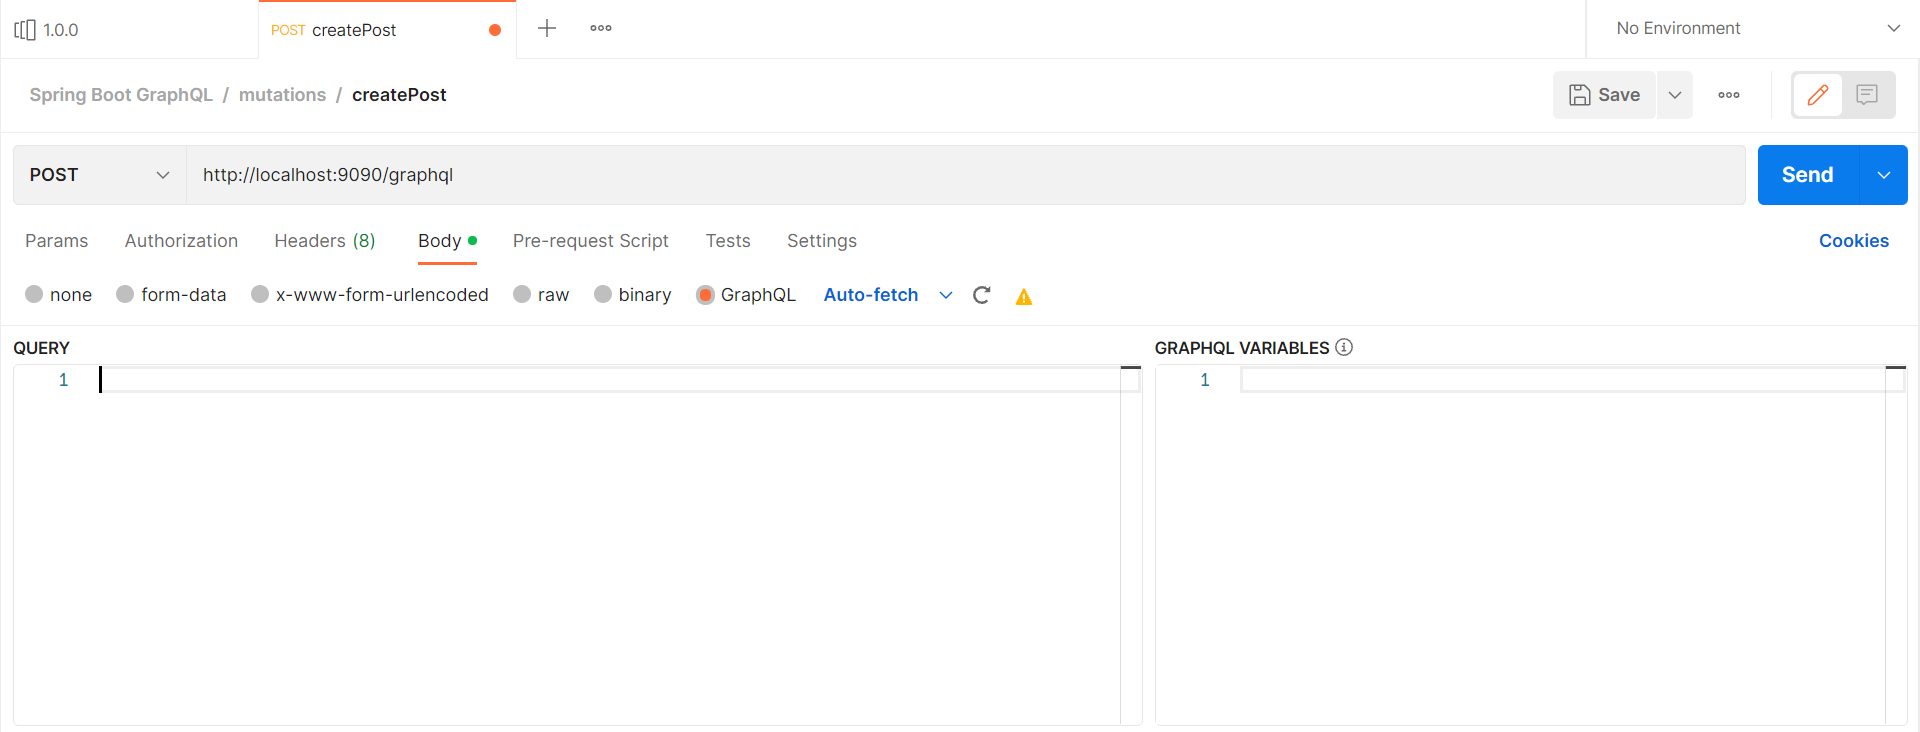 1.0.0 POST createPost No Environment
Spring Boot GraphQL / mutations / createPost Save
POST http://localhost:9090/graphql Send
Params Authorization Headers (8) Body Pre-request Script Tests Settings Cookies
none form-data x-www-form-urlencoded raw binary GraphQL Auto-fetch
QUERY GRAPHQL VARIABLES
1 1